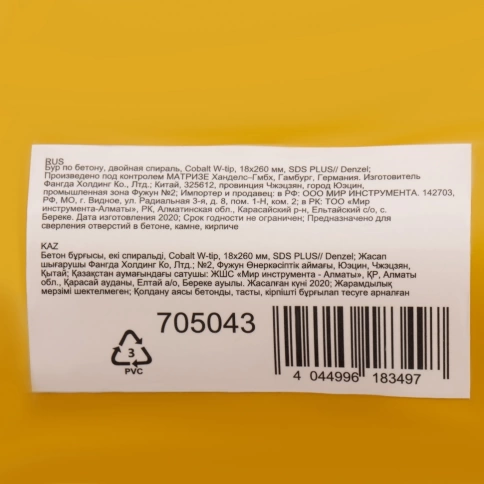 RUS
Бур по бетону, двойная спираль, Cobalt W-tip, 18x260 мм, SDS PLUS// Denzel;
Произведено под контролем МАТРИЗЕ Ханделс-Гмбх, Гамбург, Германия. Изготовитель
Фангда Холдинг Ко., Лтд.; Китай, 325612, провинция Чжэцзян, город Юэцин,
промышленная зона Фужун №2; Импортер и продавец в РФ: ООО МИР ИНСТРУМЕНТА. 142703,
РФ, МО, г. Видное, ул. Радиальная 3-я, д. 8, пом. 1-Н, ком. 2; в РК: ТОО «Мир
инструмента-Алматы», РК, Алматинская обл., Карасайский р-н, Ельтайский с/о, с.
Береке. Дата изготовления 2020; Срок годности не ограничен; Предназначено для
сверления отверстий в бетоне, камне, кирпиче
KAZ
Бетон бұрғысы, екі спиральді, Cobalt W-tip, 18x260 мм, SDS PLUS// Denzel; Жасап
шығарушы Фангда Холдинг Ко, Лтд.; №2, Фужун Өнеркәсіптік аймағы, Юэцин, Чжэцзян,
Қытай; Қазақстан аумағындағы сатушы: ЖШС «Мир инструмента - Алматы», ҚР, Алматы
обл., Қарасай ауданы, Елтай а/о, Береке ауылы. Жасалған күні 2020; Жарамдылық
мерзімі шектелмеген; Қолдану аясы бетонды, тасты, кірпішті бұрғылап тесуге арналған
705043
3
PVC
4 044996 183497